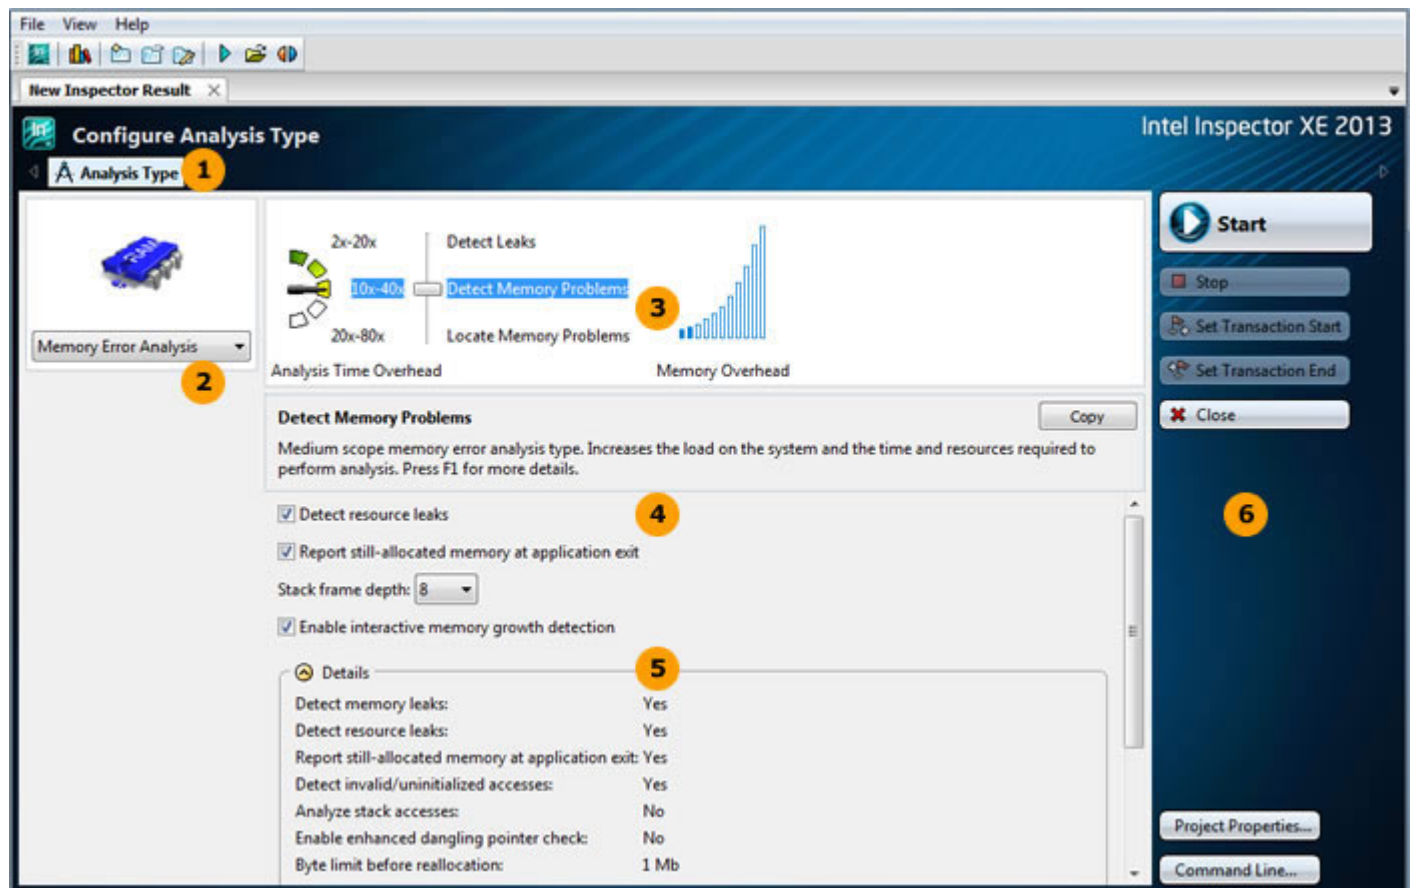 File View Help
New Inspector Result
Configure Analysis Type
Intel Inspector XE 2013
Analysis Type
1
RAM
Memory Error Analysis
2
2x-20x Detect Leaks
10x-40x Detect Memory Problems
3
20x-80x Locate Memory Problems
Analysis Time Overhead Memory Overhead
Detect Memory Problems
Copy
Medium scope memory error analysis type. Increases the load on the system and the time and resources required to
perform analysis. Press F1 for more details.
Detect resource leaks
4
Report still-allocated memory at application exit
Stack frame depth: 8
Enable interactive memory growth detection
Details
5
Detect memory leaks: Yes
Detect resource leaks: Yes
Report still-allocated memory at application exit: Yes
Detect invalid/uninitialized accesses: Yes
Analyze stack accesses: No
Enable enhanced dangling pointer check: No
Byte limit before reallocation: 1 Mb
Start
Stop
Set Transaction Start
Set Transaction End
Close
6
Project Properties...
Command Line...